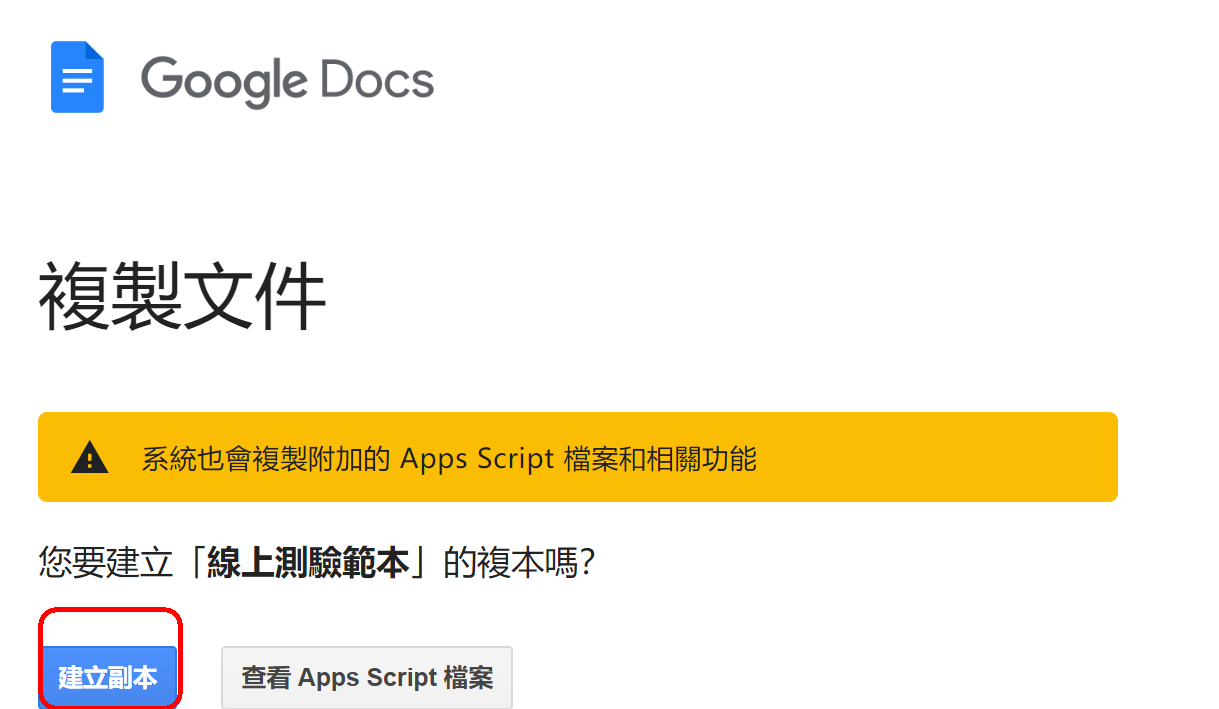 Google Docs
複製文件
系統也會複製附加的 Apps Script 檔案和相關功能
您要建立「線上測驗範本」的複本嗎?
建立副本
查看 Apps Script 檔案